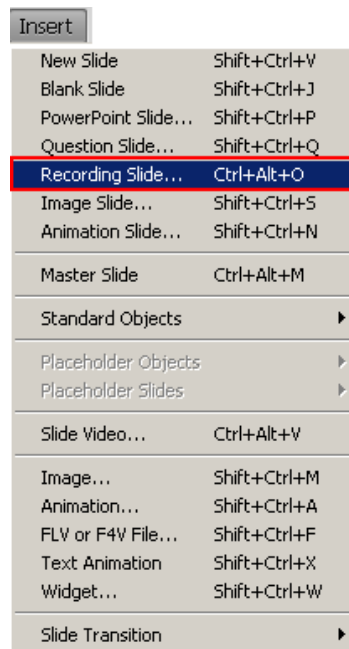 Insert
New Slide Shift+Ctrl+V
Blank Slide Shift+Ctrl+J
PowerPoint Slide... Shift+Ctrl+P
Question Slide... Shift+Ctrl+Q
Recording Slide... Ctrl+Alt+O
Image Slide... Shift+Ctrl+S
Animation Slide... Shift+Ctrl+N
Master Slide Ctrl+Alt+M
Standard Objects
Placeholder Objects
Placeholder Slides
Slide Video... Ctrl+Alt+V
Image... Shift+Ctrl+M
Animation... Shift+Ctrl+A
FLV or F4V File... Shift+Ctrl+F
Text Animation Shift+Ctrl+X
Widget... Shift+Ctrl+W
Slide Transition